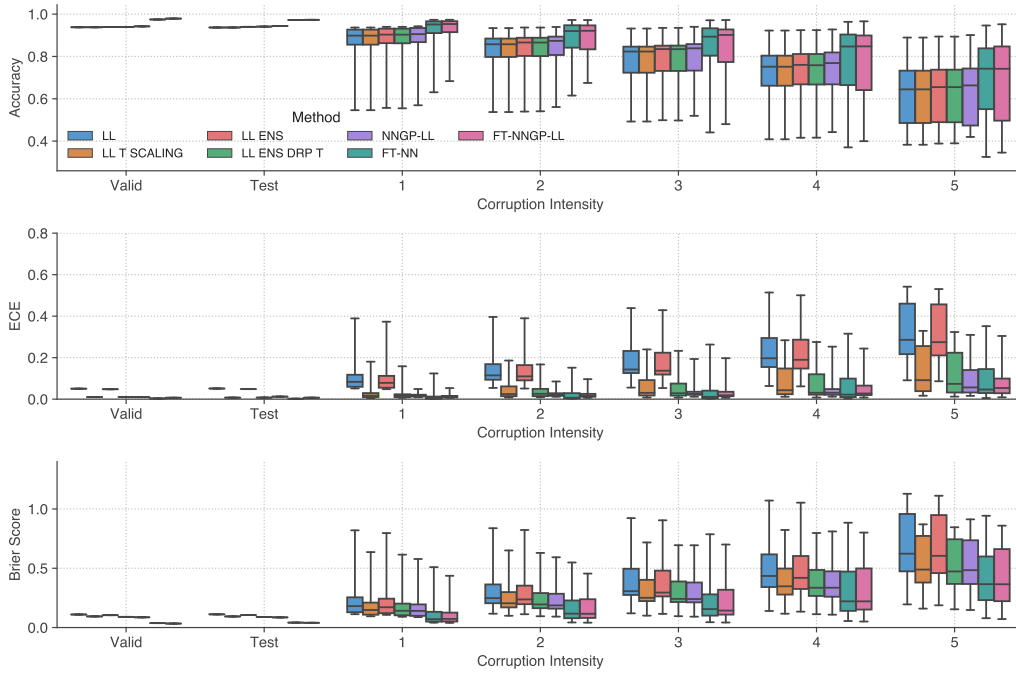 Accuracy
1.0
0.8
0.6
0.4
Method
LL
LL ENS
NNGP-LL
FT-NNGP-LL
LL T SCALING
LL ENS DRP T
FT-NN
Valid
Test
1
2
3
4
5
Corruption Intensity
ECE
0.8
0.6
0.4
0.2
0.0
Valid
Test
1
2
3
4
5
Corruption Intensity
Brier Score
1.0
0.5
0.0
Valid
Test
1
2
3
4
5
Corruption Intensity